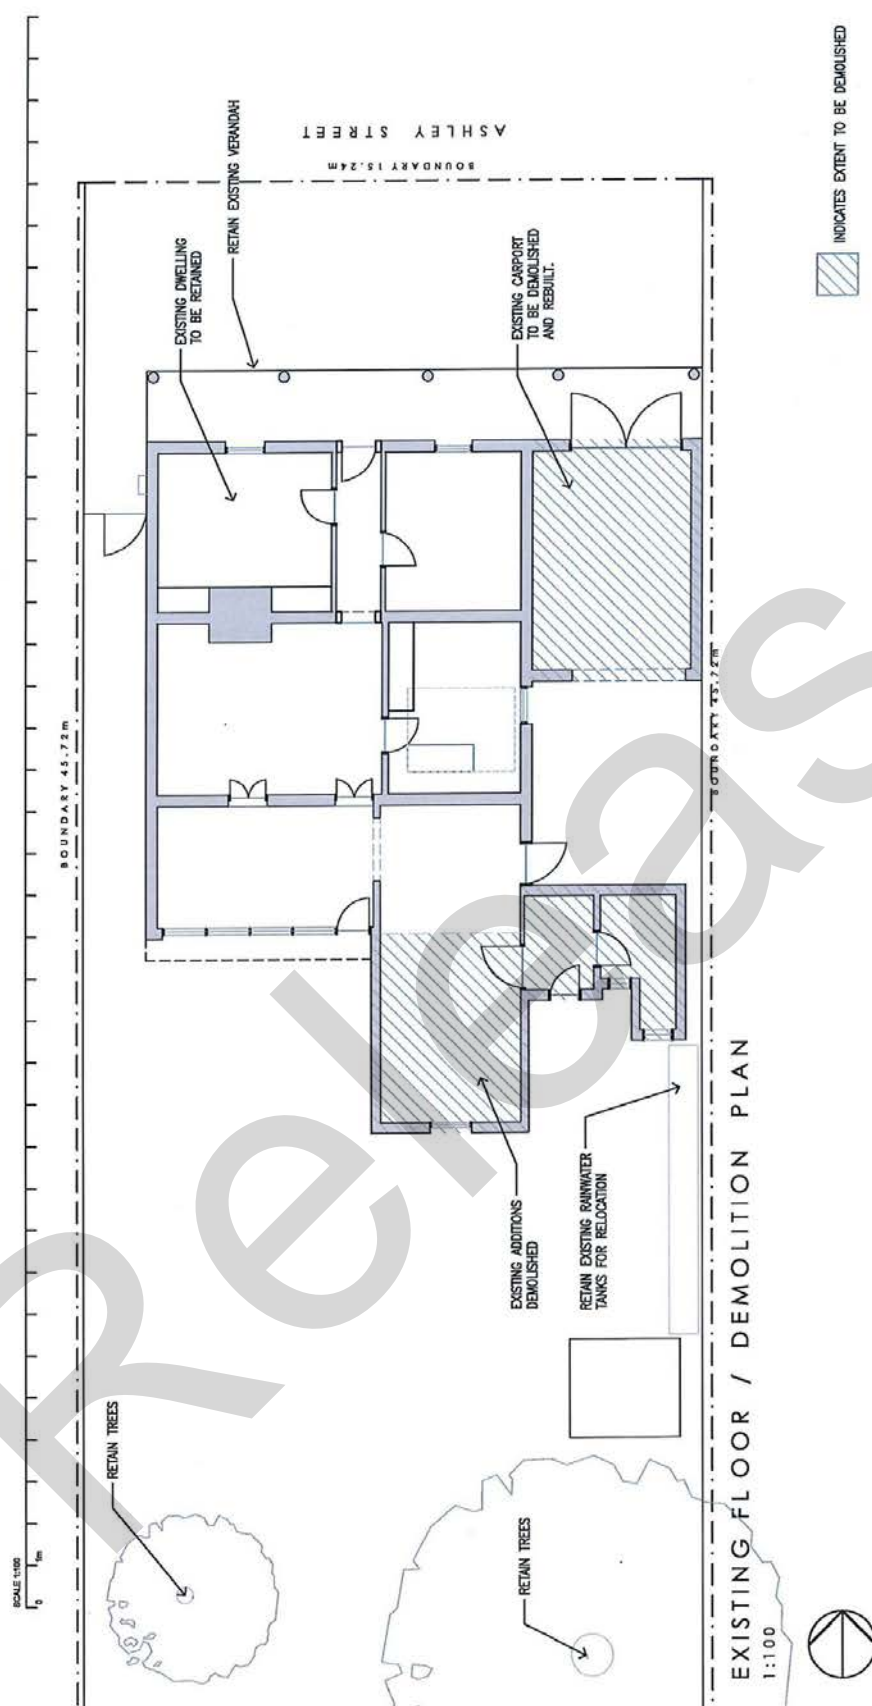 SCALE 1:100
0
1m
ASHLEY STREET
BOUNDARY 15.24m
RETAIN EXISTING VERANDAH
EXISTING DWELLING
TO BE RETAINED
EXISTING CARPORT
TO BE DEMOLISHED
AND REBUILT.
INDICATES EXTENT TO BE DEMOLISHED
BOUNDARY 45.72m
BOUNDARY 45.72m
EXISTING ADDITIONS
DEMOLISHED
RETAIN EXISTING RAINWATER
TANKS FOR RELOCATION
RETAIN TREES
RETAIN TREES
EXISTING FLOOR / DEMOLITION PLAN
1:100
Releas